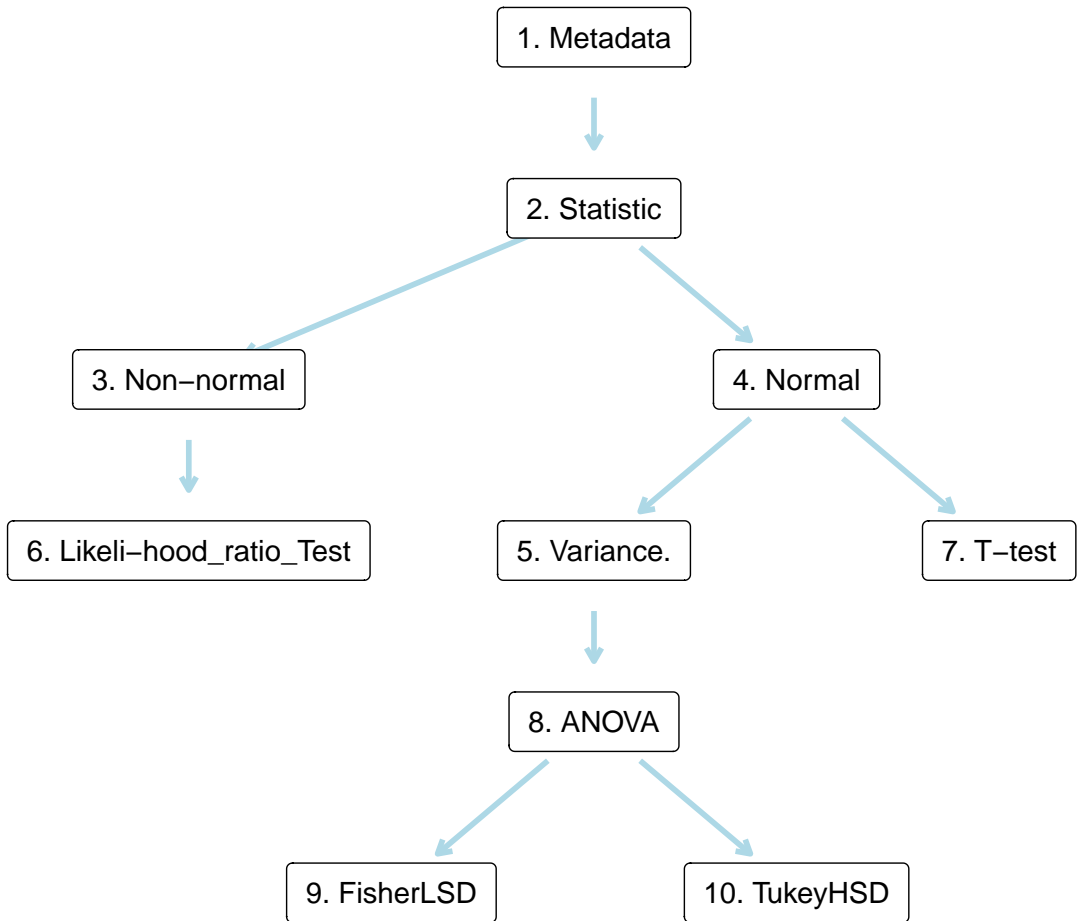 1. Metadata
2. Statistic
3. Non−normal
4. Normal
6. Likeli−hood_ratio_Test
5. Variance.
7. T−test
8. ANOVA
9. FisherLSD
10. TukeyHSD